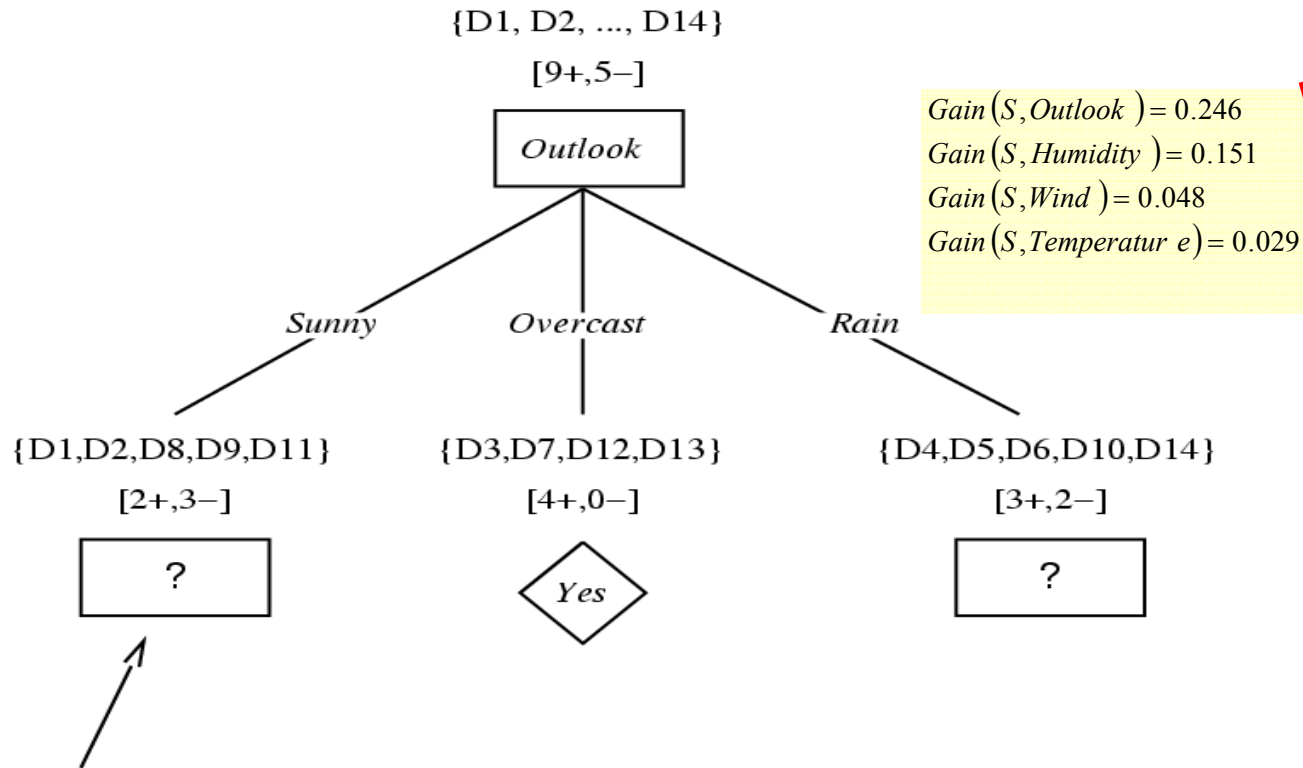 {D1, D2, ..., D14}
[9+,5−]
Outlook
Gain(S,Outlook ) = 0.246
Gain(S,Humidity ) = 0.151
Gain(S,Wind ) = 0.048
Gain(S,Temperatur e) = 0.029
Sunny
Overcast
Rain
{D1,D2,D8,D9,D11}
{D3,D7,D12,D13}
{D4,D5,D6,D10,D14}
[2+,3−]
[4+,0−]
[3+,2−]
?
Yes
?